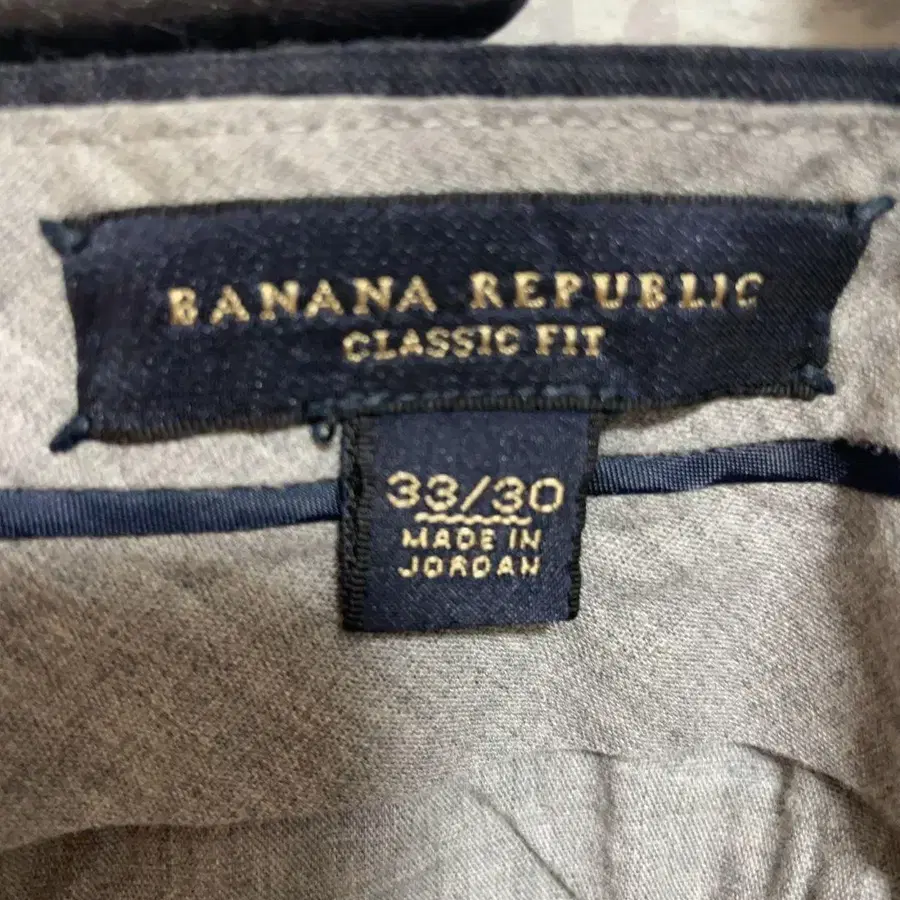 BANANA REPUBLIC
CLASSIC FIT
33/30
MADE IN
JORDAN